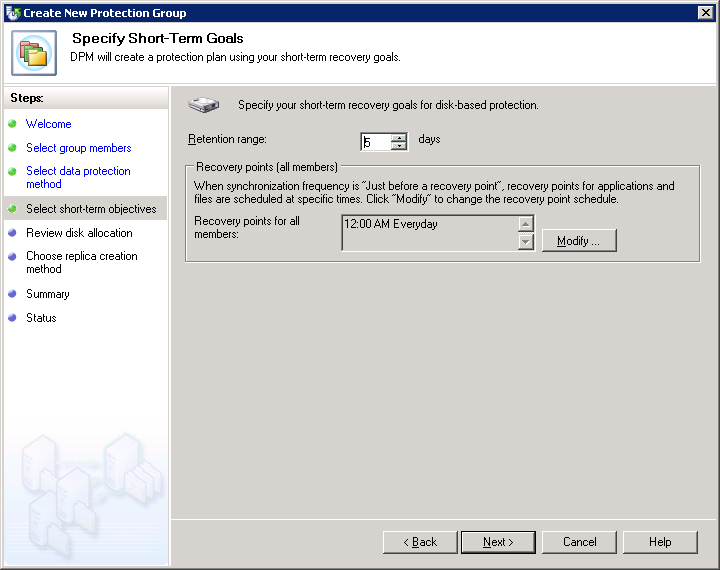 Create New Protection Group
Specify Short-Term Goals
DPM will create a protection plan using your short-term recovery goals.
Steps:
Welcome
Select group members
Select data protection
method
Select short-term objectives
Review disk allocation
Choose replica creation
method
Summary
Status
Specify your short-term recovery goals for disk-based protection.
Retention range:
5
days
Recovery points (all members)
When synchronization frequency is "Just before a recovery point", recovery points for applications and
files are scheduled at specific times. Click "Modify" to change the recovery point schedule.
Recovery points for all
members:
12:00 AM Everyday
Modify ...
< Back
Next >
Cancel
Help